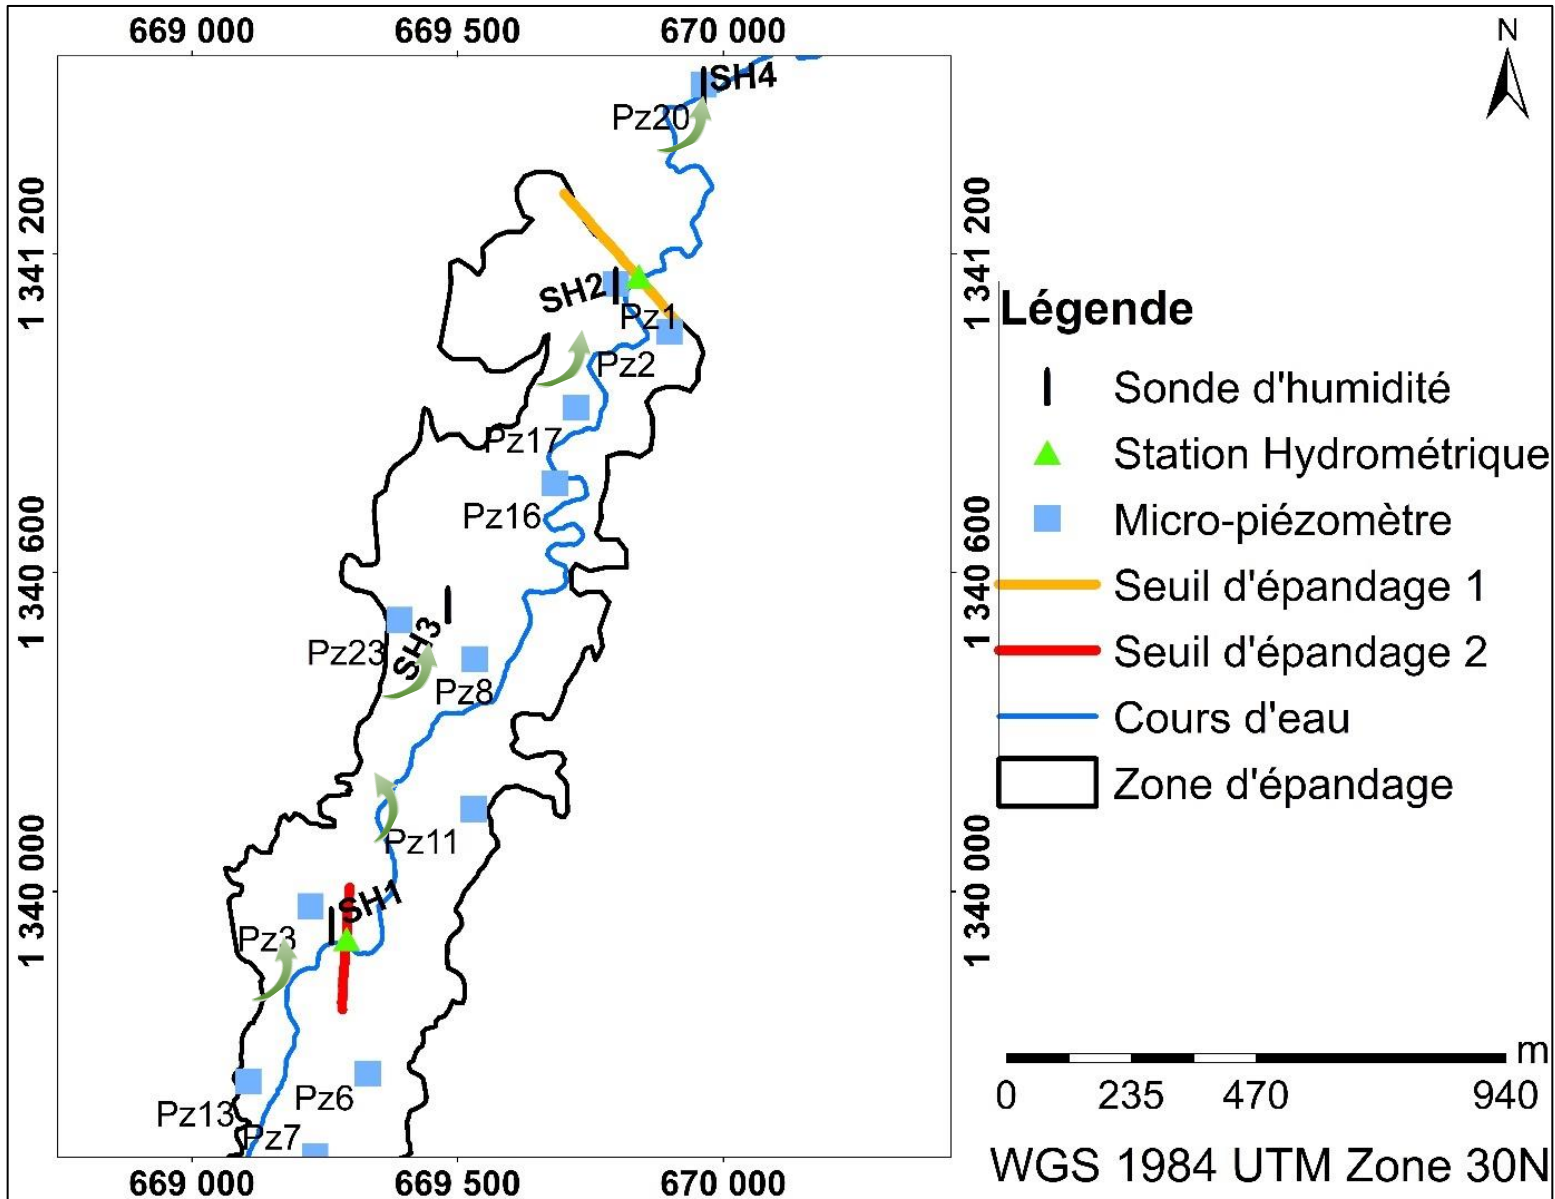 669 000
669 500
670 000
N
SH4
Pz20
1 341 200
1 341 200
SH2
Pz1
Pz2
Pz17
Pz16
1 340 600
1 340 600
SH3
Pz23
Pz8
Pz11
1 340 000
1 340 000
SH1
Pz3
Pz6
Pz13
Pz7
669 000
669 500
670 000
Légende
Sonde d'humidité
Station Hydrométrique
Micro-piézomètre
Seuil d'épandage 1
Seuil d'épandage 2
Cours d'eau
Zone d'épandage
m
0
235
470
940
WGS 1984 UTM Zone 30N